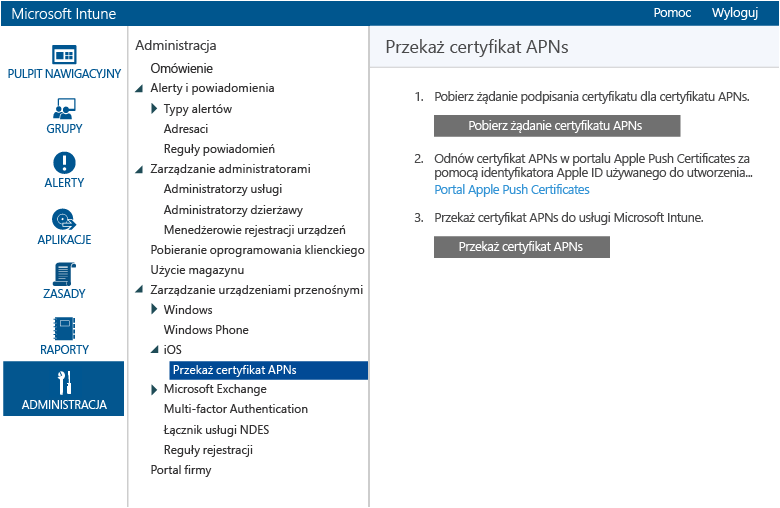 Microsoft Intune
Pomoc
Wyloguj
PULPIT NAWIGACYJNY
GRUPY
ALERTY
APLIKACJE
ZASADY
RAPORTY
ADMINISTRACJA
Administracja
Omówienie
Alerty i powiadomienia
Typy alertów
Adresaci
Reguły powiadomień
Zarządzanie administratorami
Administratorzy usługi
Administratorzy dzierżawy
Menedżerowie rejestracji urządzeń
Pobieranie oprogramowania klienckiego
Użycie magazynu
Zarządzanie urządzeniami przenośnymi
Windows
Windows Phone
iOS
Przekaż certyfikat APNs
Microsoft Exchange
Multi-factor Authentication
Łącznik usługi NDES
Reguły rejestracji
Portal firmy
Przekaż certyfikat APNs
1. Pobierz żądanie podpisania certyfikatu dla certyfikatu APNs.
Pobierz żądanie certyfikatu APNs
2. Odnów certyfikat APNs w portalu Apple Push Certificates za
pomocą identyfikatora Apple ID używanego do utworzenia...
Portal Apple Push Certificates
3. Przekaż certyfikat APNs do usługi Microsoft Intune.
Przekaż certyfikat APNs